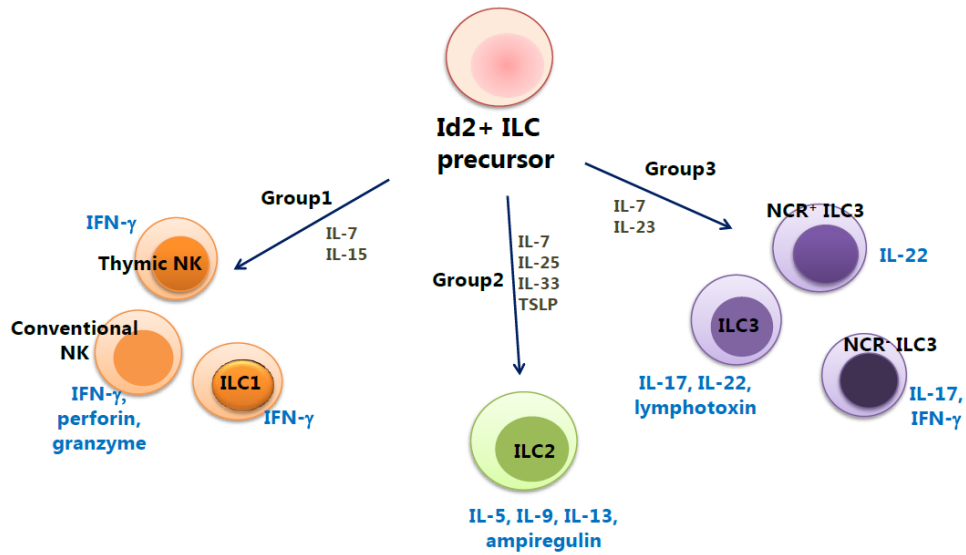 Id2+ ILC
precursor
Group1
IL-7
IL-15
Group2
IL-7
IL-25
IL-33
TSLP
Group3
IL-7
IL-23
IFN-γ
Thymic NK
Conventional
NK
IFN-γ,
perforin,
granzyme
ILC1
IFN-γ
ILC2
IL-5, IL-9, IL-13,
ampiregulin
NCR⁺ ILC3
IL-22
ILC3
IL-17, IL-22,
lymphotoxin
NCR⁻ ILC3
IL-17,
IFN-γ